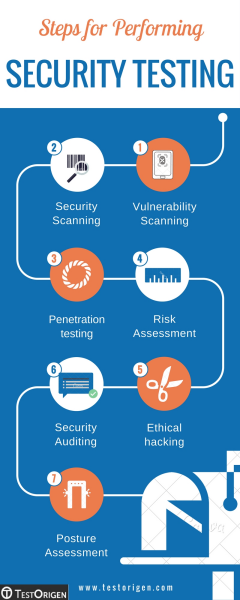 Steps for Performing
SECURITY TESTING
1
Vulnerability
Scanning
2
Security
Scanning
3
Penetration
testing
4
Risk
Assessment
5
Ethical
hacking
6
Security
Auditing
7
Posture
Assessment
TESTORIGEN
www.testorigen.com